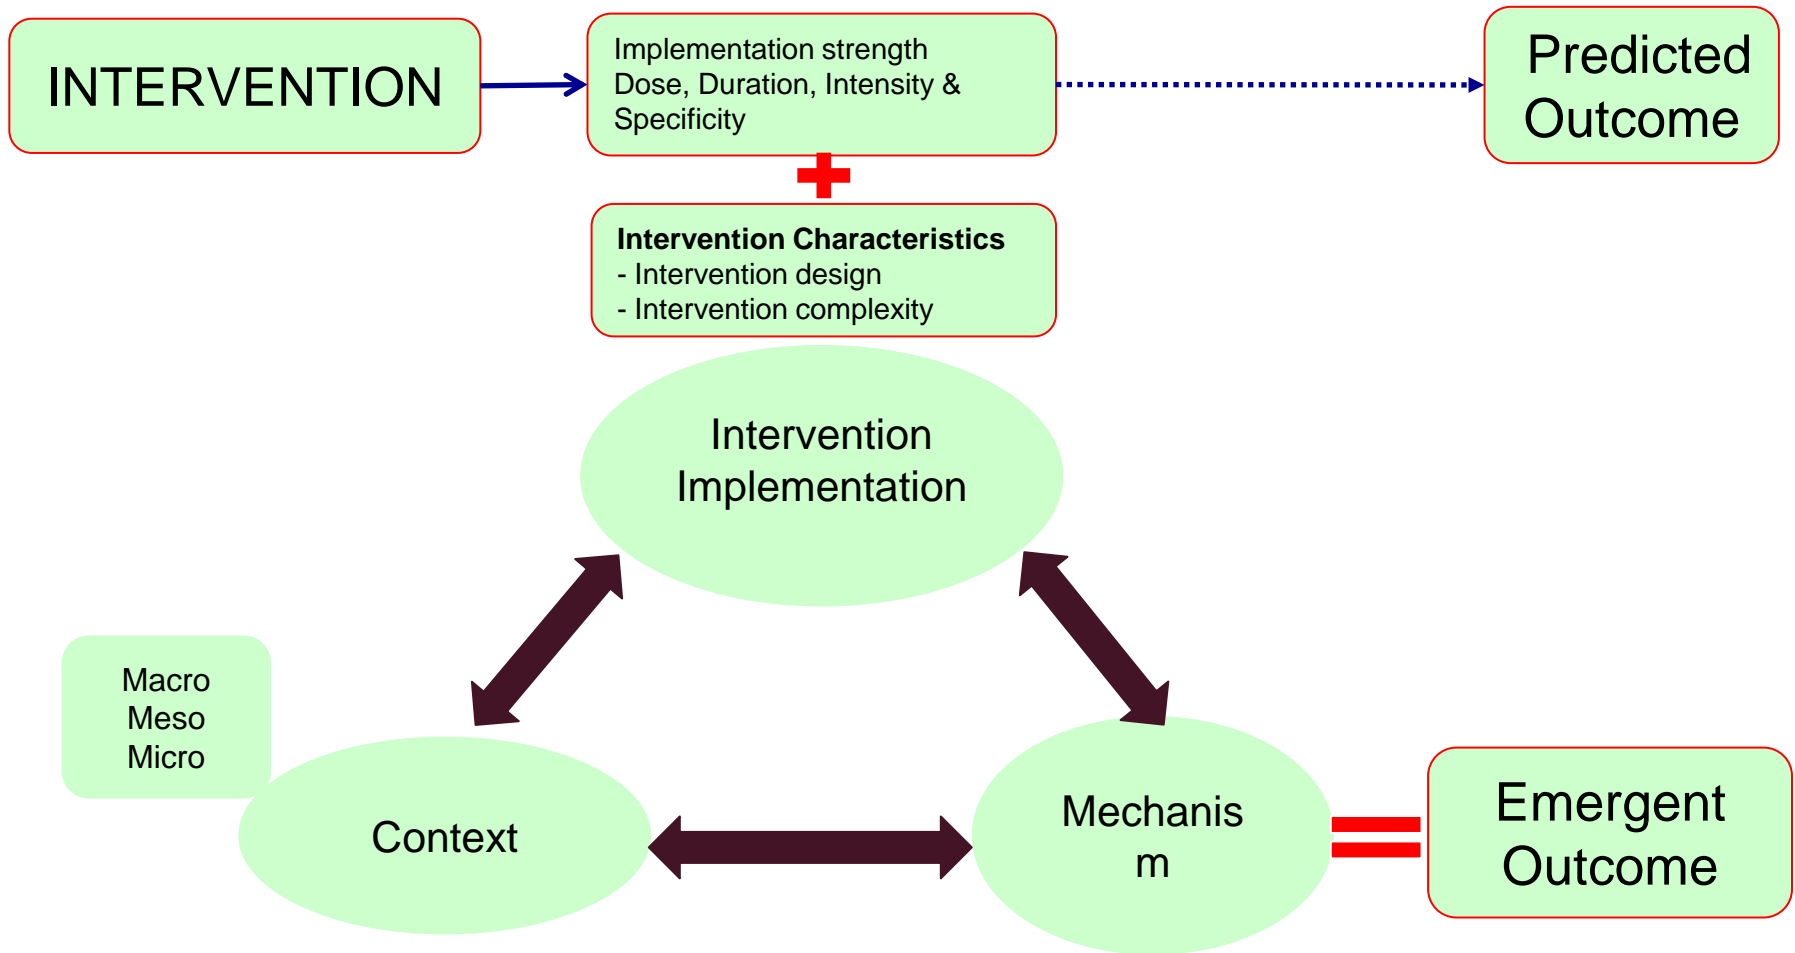 INTERVENTION
Implementation strength
Dose, Duration, Intensity &
Specificity
Predicted
Outcome
Intervention Characteristics
- Intervention design
- Intervention complexity
Intervention
Implementation
Macro
Meso
Micro
Context
Mechanis
m
Emergent
Outcome